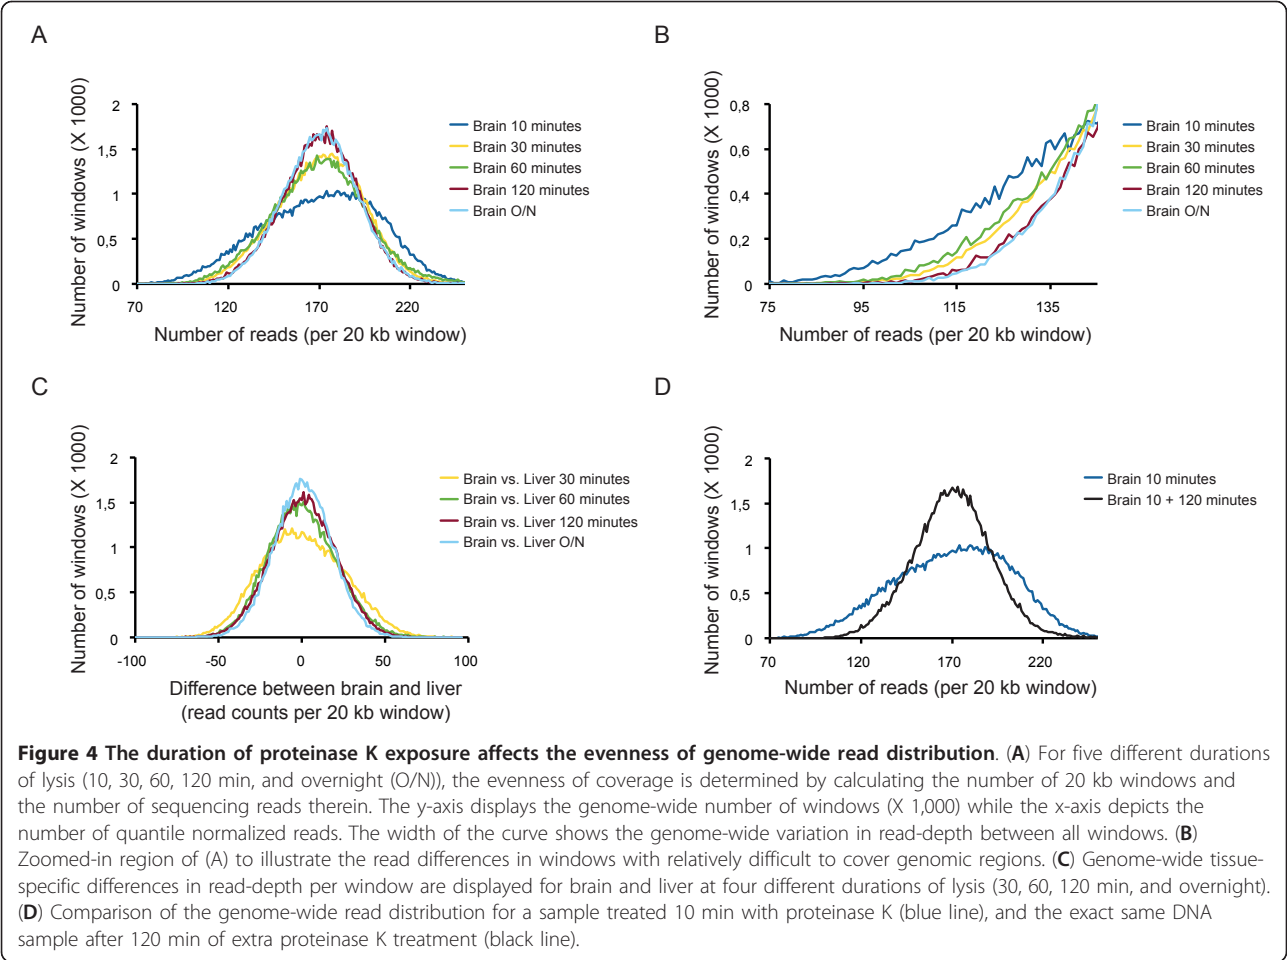 A
Number of windows (X 1000)
2
1,5
1
0,5
0
70 120 170 220
Number of reads (per 20 kb window)
Brain 10 minutes
Brain 30 minutes
Brain 60 minutes
Brain 120 minutes
Brain O/N
B
Number of windows (X 1000)
0,8
0,6
0,4
0,2
0
75 95 115 135
Number of reads (per 20 kb window)
Brain 10 minutes
Brain 30 minutes
Brain 60 minutes
Brain 120 minutes
Brain O/N
C
Number of windows (X 1000)
2
1,5
1
0,5
0
-100 -50 0 50 100
Difference between brain and liver
(read counts per 20 kb window)
Brain vs. Liver 30 minutes
Brain vs. Liver 60 minutes
Brain vs. Liver 120 minutes
Brain vs. Liver O/N
D
Number of windows (X 1000)
2
1,5
1
0,5
0
70 120 170 220
Number of reads (per 20 kb window)
Brain 10 minutes
Brain 10 + 120 minutes
Figure 4 The duration of proteinase K exposure affects the evenness of genome-wide read distribution. (A) For five different durations
of lysis (10, 30, 60, 120 min, and overnight (O/N)), the evenness of coverage is determined by calculating the number of 20 kb windows and
the number of sequencing reads therein. The y-axis displays the genome-wide number of windows (X 1,000) while the x-axis depicts the
number of quantile normalized reads. The width of the curve shows the genome-wide variation in read-depth between all windows. (B)
Zoomed-in region of (A) to illustrate the read differences in windows with relatively difficult to cover genomic regions. (C) Genome-wide tissue-
specific differences in read-depth per window are displayed for brain and liver at four different durations of lysis (30, 60, 120 min, and overnight).
(D) Comparison of the genome-wide read distribution for a sample treated 10 min with proteinase K (blue line), and the exact same DNA
sample after 120 min of extra proteinase K treatment (black line).